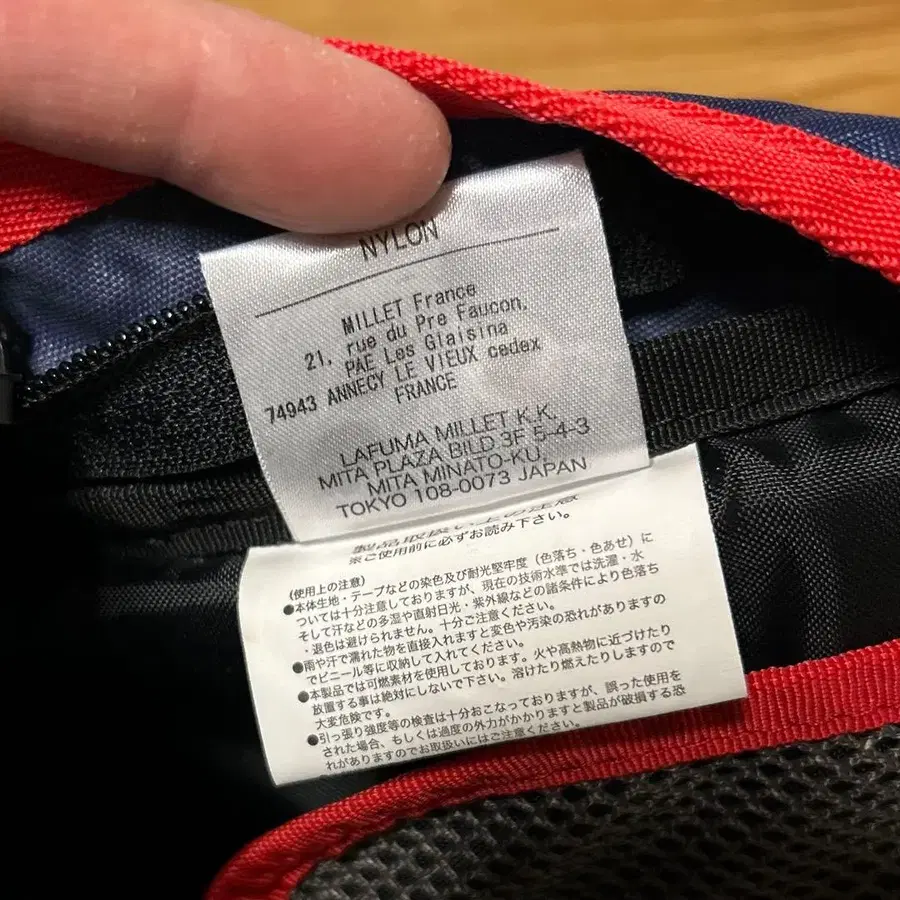 NYLON
MILLET France
21, rue du Pre Faucon,
PAE Les Glaisina
74943 ANNECY LE VIEUX cedex
FRANCE
LAFUMA MILLET K.K.
MITA PLAZA BILD 3F 5-4-3
MITA MINATO-KU,
TOKYO 108-0073 JAPAN
製品取扱い上の注意
※ご使用前に必ずお読み下さい。
(使用上の注意)
●本体生地・テープなどの染色及び耐光堅牢度(色落ち・色あせ)に
ついては十分注意しておりますが、現在の技術水準では洗濯・水
そして汗などの多湿や直射日光・紫外線などの諸条件により色落ち
・退色は避けられません。十分ご注意ください。
●雨や汗で濡れた物を直接入れますと変色や汚染の恐れがありますの
でビニール等に収納して入れてください。
●本製品では可燃素材を使用しております。火や高熱物に近づけたり
放置する事は絶対にしないで下さい。溶けたり燃えたりしますので
大変危険です。
●引っ張り強度等の検査は十分おこなっておりますが、誤った使用を
された場合、もしくは過度の外力がかかりますと製品が破損する恐
れがありますのでお取扱いにはご注意ください。